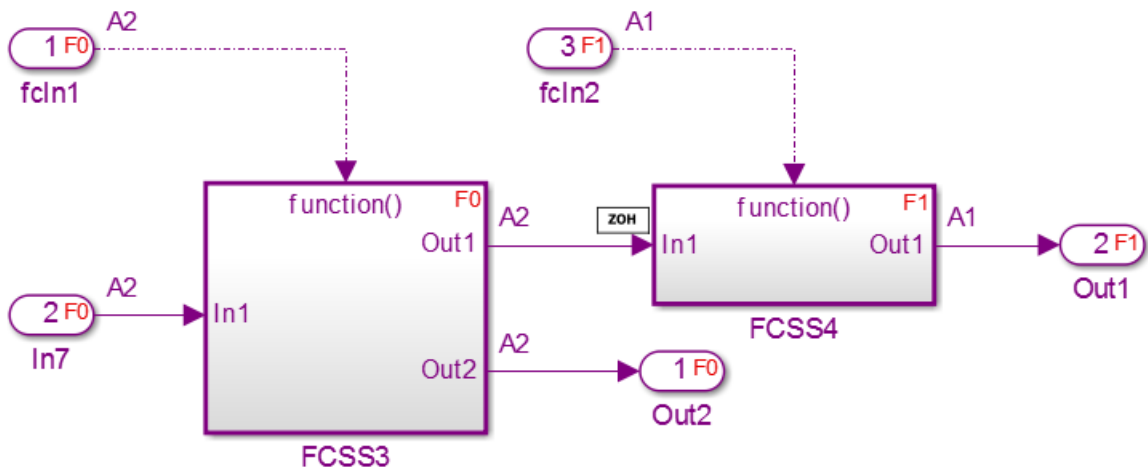 A2
1 F0
fcIn1
A1
3 F1
fcIn2
function()
F0
Out1
A2
ZOH
function()
F1
In1
Out1
A1
2 F1
Out1
A2
2 F0
In7
In1
FCSS4
Out2
A2
1 F0
Out2
FCSS3